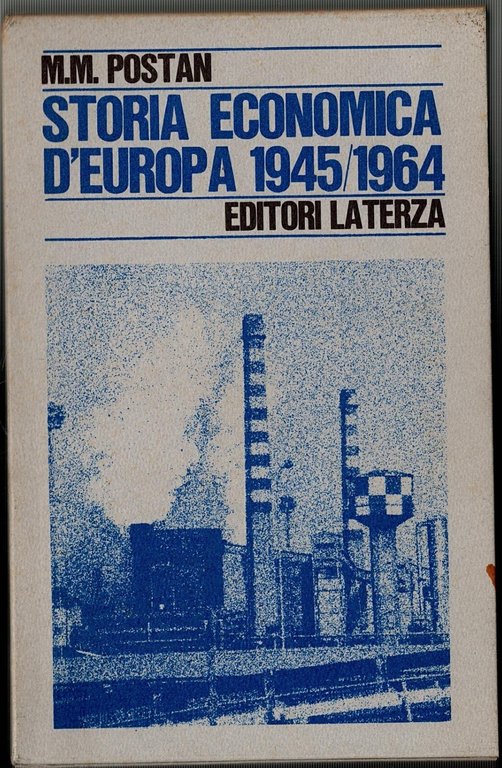 M.M. POSTAN
STORIA ECONOMICA
D'EUROPA 1945/1964
EDITORI LATERZA